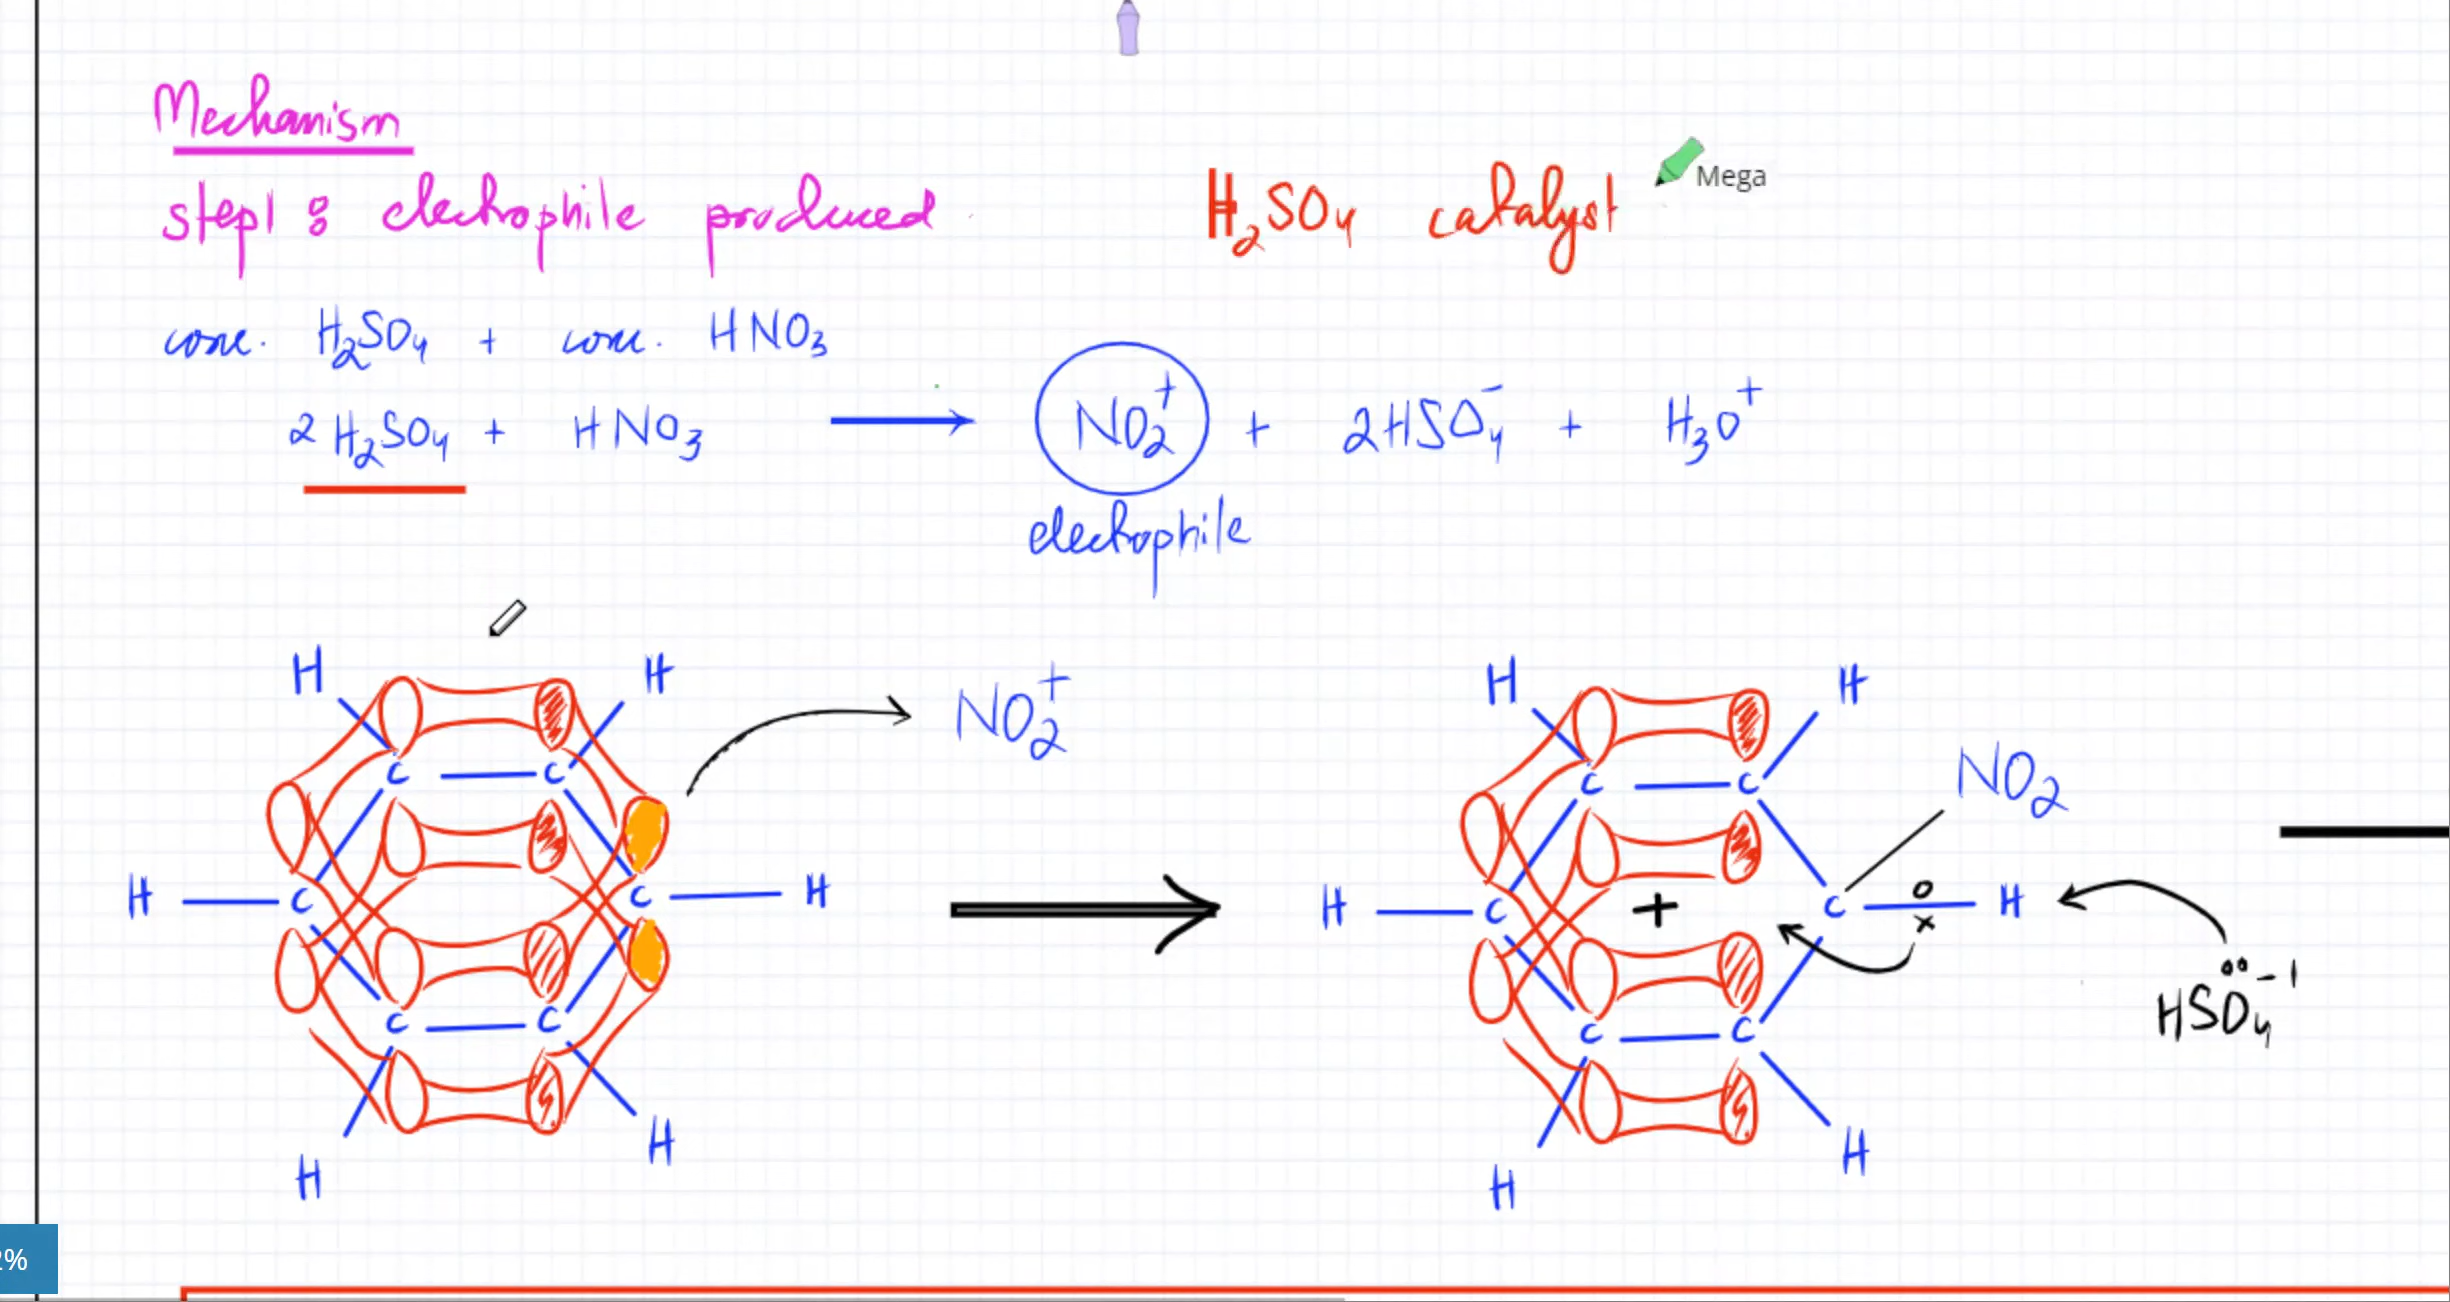 Mechanism
step1 : electrophile produced
H₂SO₄ catalyst
Mega
conc. H₂SO₄ + conc. HNO₃
2 H₂SO₄ + HNO₃ ⟶ NO₂⁺ + 2HSO₄⁻ + H₃O⁺
electrophile
H H
NO₂⁺
C C
H C C H
C C
H H
H H
NO₂
C C
H C + C o x H
HSO₄ ⁻¹
C C
H H
2%